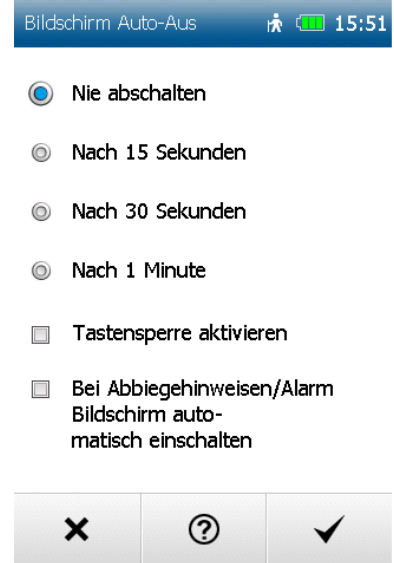 Bildschirm Auto-Aus 15:51
Nie abschalten
Nach 15 Sekunden
Nach 30 Sekunden
Nach 1 Minute
Tastensperre aktivieren
Bei Abbiegehinweisen/Alarm
Bildschirm auto-
matisch einschalten